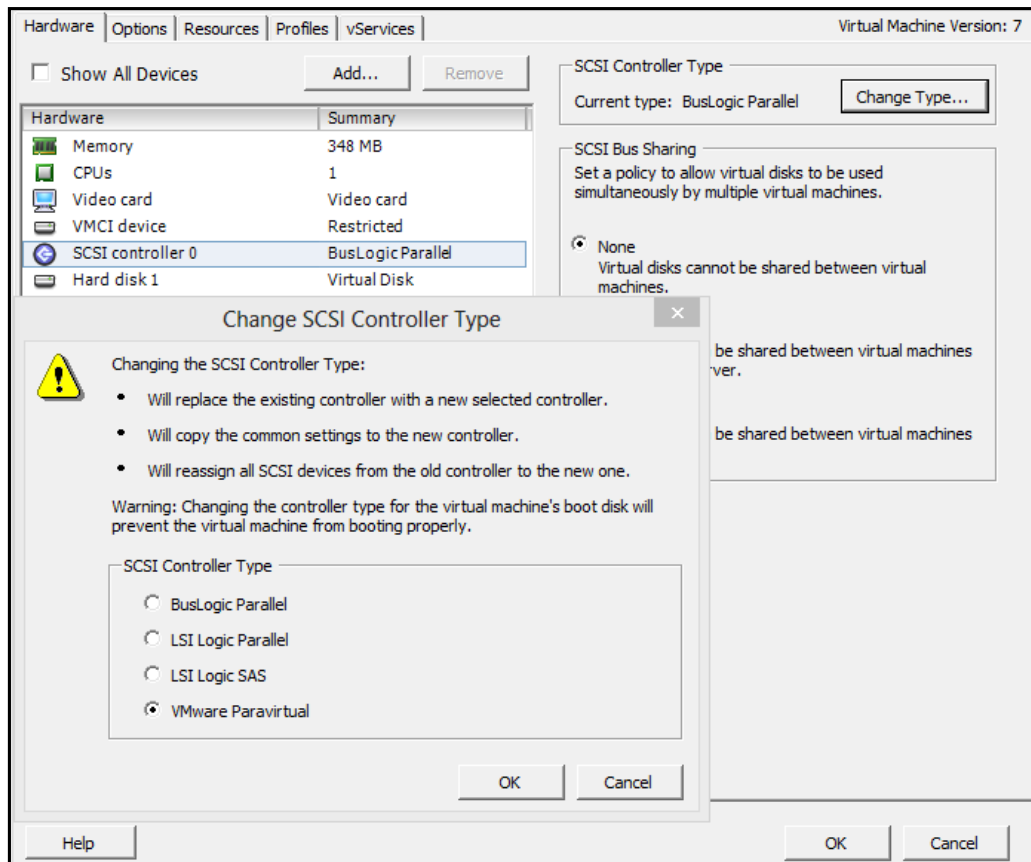 Hardware Options Resources Profiles vServices Virtual Machine Version: 7
Show All Devices Add... Remove
Hardware Summary
Memory 348 MB
CPUs 1
Video card Video card
VMCI device Restricted
SCSI controller 0 BusLogic Parallel
Hard disk 1 Virtual Disk
SCSI Controller Type
Current type: BusLogic Parallel Change Type...
SCSI Bus Sharing
Set a policy to allow virtual disks to be used
simultaneously by multiple virtual machines.
None
Virtual disks cannot be shared between virtual
machines.
be shared between virtual machines
rver.
be shared between virtual machines
Change SCSI Controller Type
Changing the SCSI Controller Type:
• Will replace the existing controller with a new selected controller.
• Will copy the common settings to the new controller.
• Will reassign all SCSI devices from the old controller to the new one.
Warning: Changing the controller type for the virtual machine's boot disk will
prevent the virtual machine from booting properly.
SCSI Controller Type
BusLogic Parallel
LSI Logic Parallel
LSI Logic SAS
VMware Paravirtual
OK Cancel
Help OK Cancel